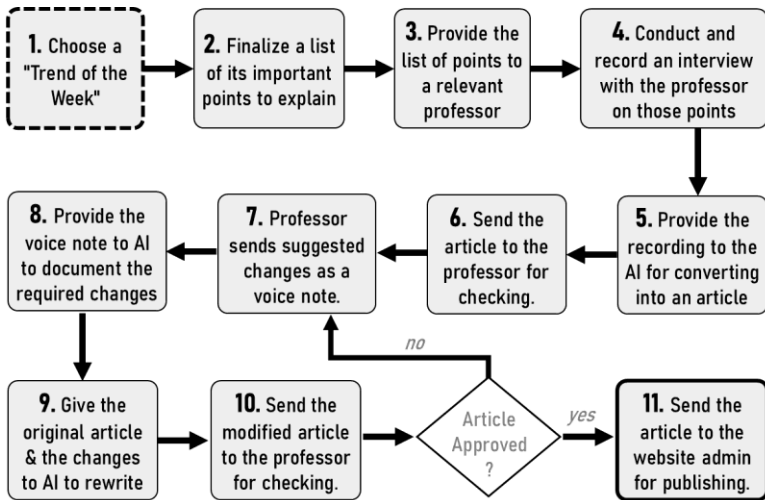 1. Choose a
"Trend of the
Week"
2. Finalize a list
of its important
points to explain
3. Provide the
list of points to
a relevant
professor
4. Conduct and
record an interview
with the professor
on those points
5. Provide the
recording to the
AI for converting
into an article
6. Send the
article to the
professor for
checking.
7. Professor
sends suggested
changes as a
voice note.
8. Provide the
voice note to AI
to document the
required changes
9. Give the
original article
& the changes
to AI to rewrite
10. Send the
modified article
to the professor
for checking.
Article
Approved
?
no
yes
11. Send the
article to the
website admin
for publishing.